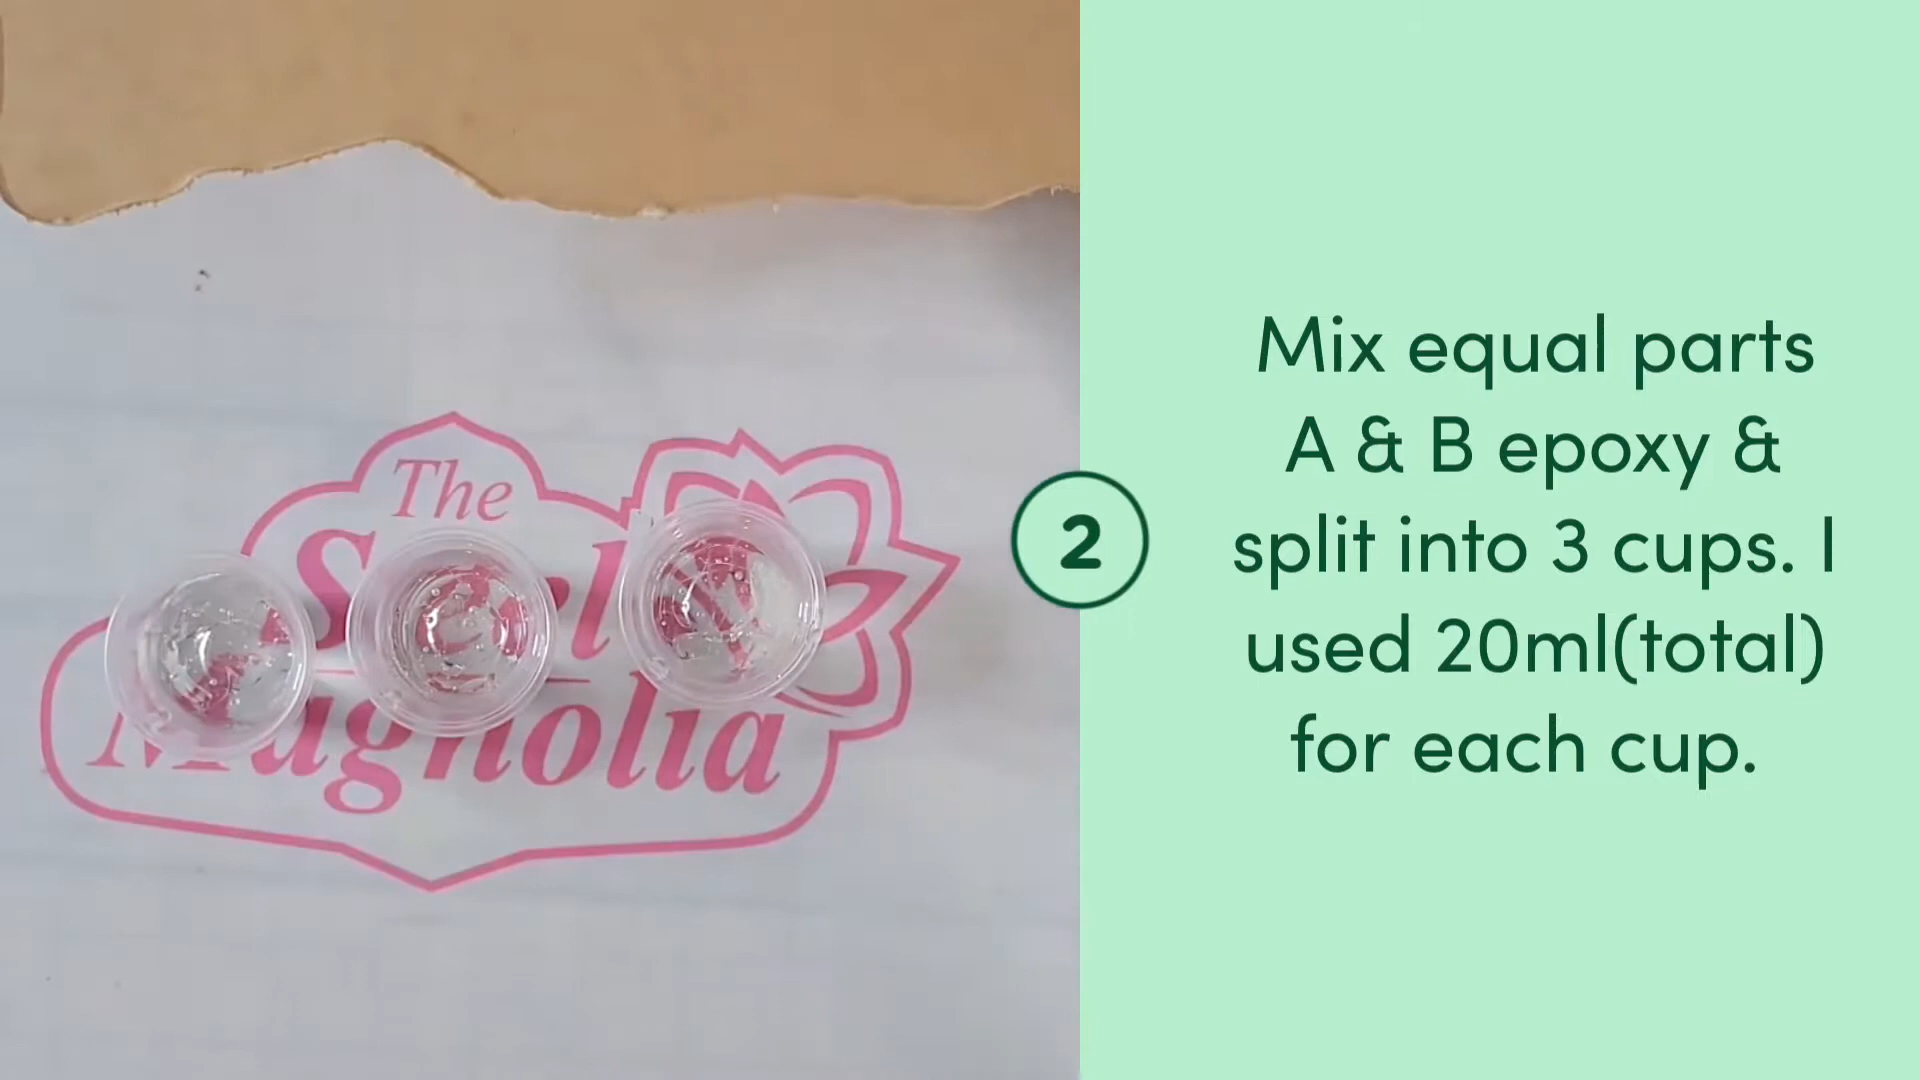 The
Magnolia
2
Mix equal parts
A & B epoxy &
split into 3 cups. I
used 20ml(total)
for each cup.